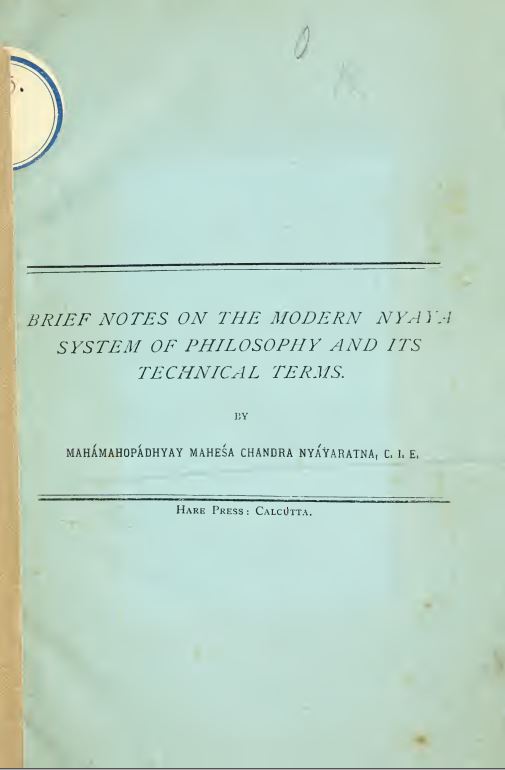 BRIEF NOTES ON THE MODERN NYAYA
SYSTEM OF PHILOSOPHY AND ITS
TECHNICAL TERMS.
BY
MAHÁMAHOPÁDHYAY MAHEŚA CHANDRA NYÁYARATNA, C. I. E.
HARE PRESS: CALCUTTA.